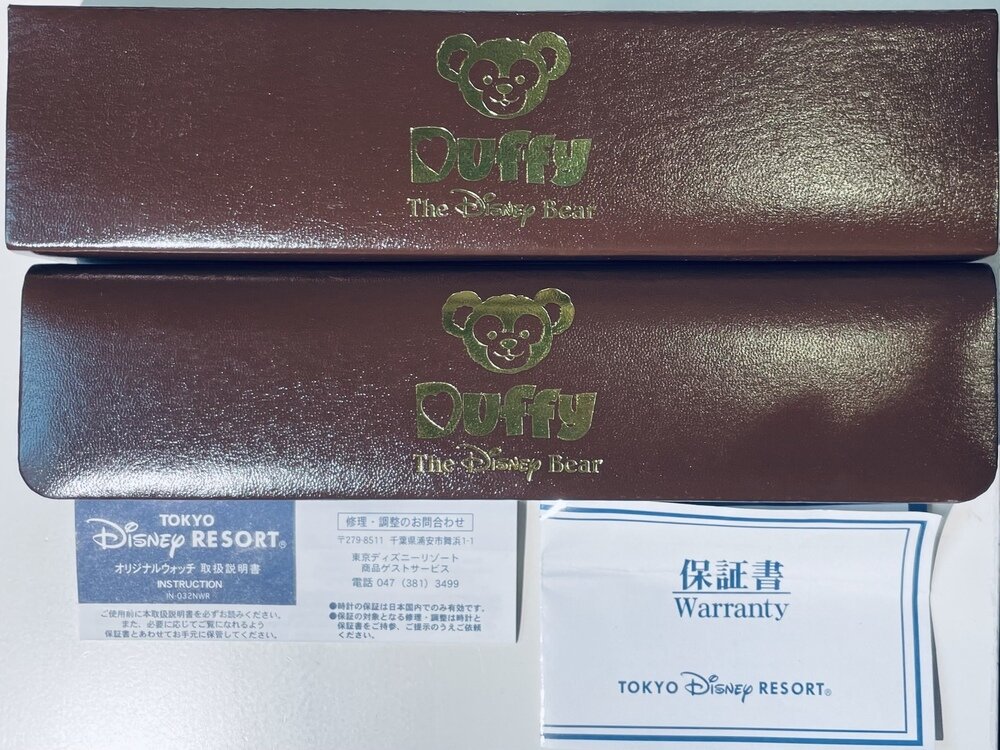 Duffy
The Disney Bear
Duffy
The Disney Bear
TOKYO
Disney RESORT®
オリジナルウォッチ 取扱説明書
INSTRUCTION
IN-032NWR
ご使用前に本取扱説明書を必ずお読みください。
また、必要に応じてご覧になれるよう
保証書とあわせてお手元に保管してください。
修理・調整のお問合わせ
〒279-8511 千葉県浦安市舞浜1-1
東京ディズニーリゾート
商品ゲストサービス
電話 047 (381) 3499
●時計の保証は日本国内でのみ有効です。
●保証の対象となる修理・調整は時計と
保証書をご持参、ご提示のうえご依頼
ください。
保証書
Warranty
TOKYO Disney RESORT®